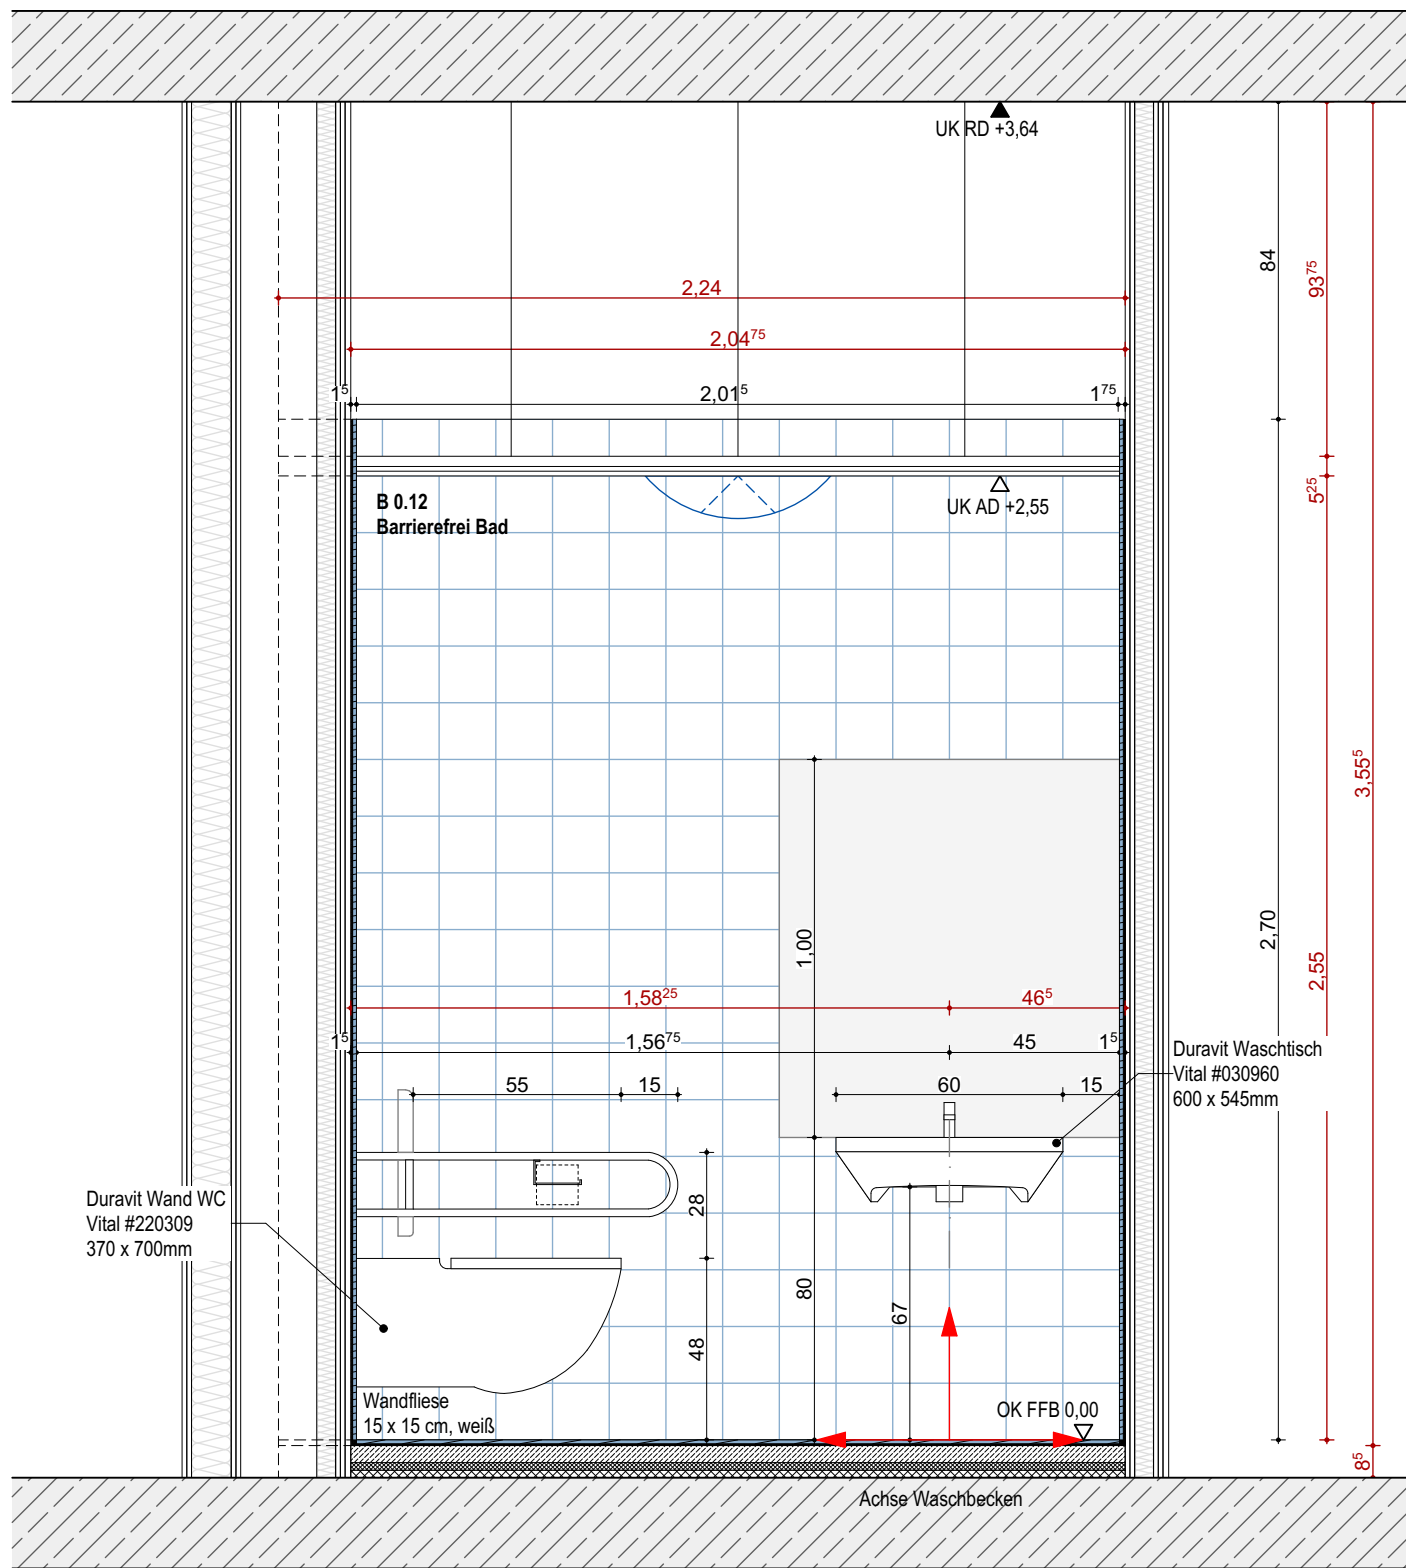 UK RD +3,64
84
93⁷⁵
2,24
2,04⁷⁵
1⁵
2,01⁵
1⁷⁵
B 0.12
Barrierefrei Bad
UK AD +2,55
5²⁵
3,55⁵
1,00
2,70
2,55
1,58²⁵
46⁵
1⁵
1,56⁷⁵
45
1⁵
Duravit Waschtisch
Vital #030960
600 x 545mm
55
15
60
15
Duravit Wand WC
Vital #220309
370 x 700mm
28
80
67
48
Wandfliese
15 x 15 cm, weiß
OK FFB 0,00
8⁵
Achse Waschbecken